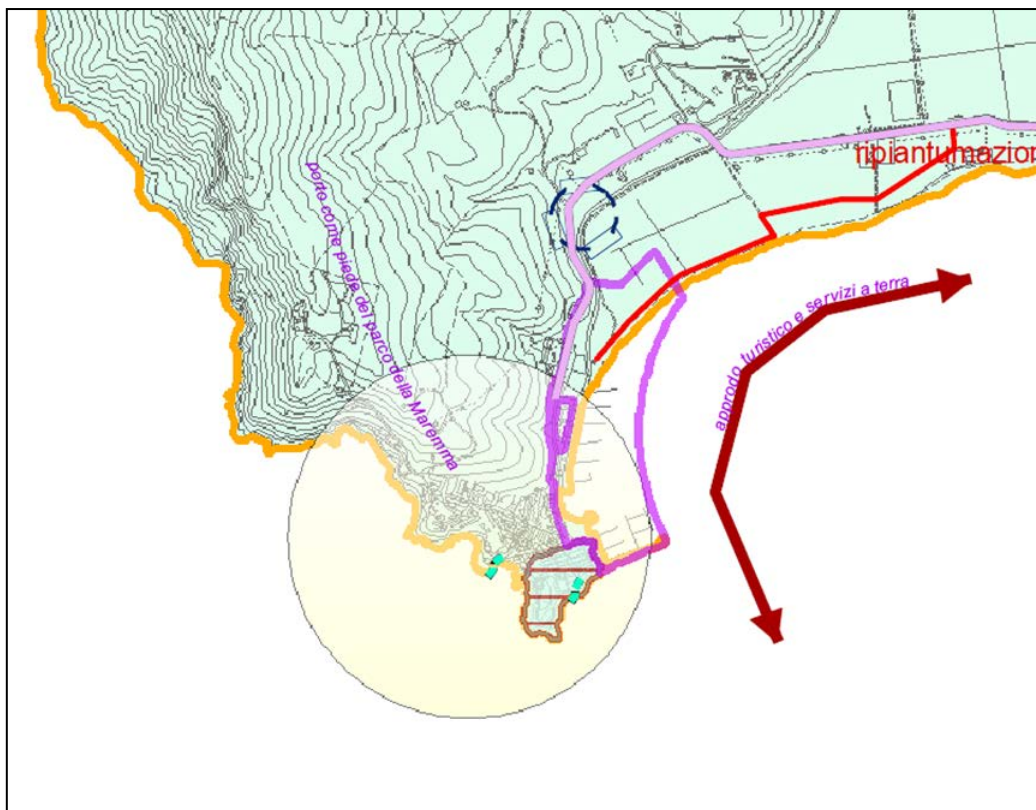 ripiantumazion
porto come piede del parco della Maremma
approdo turistico e servizi a terra